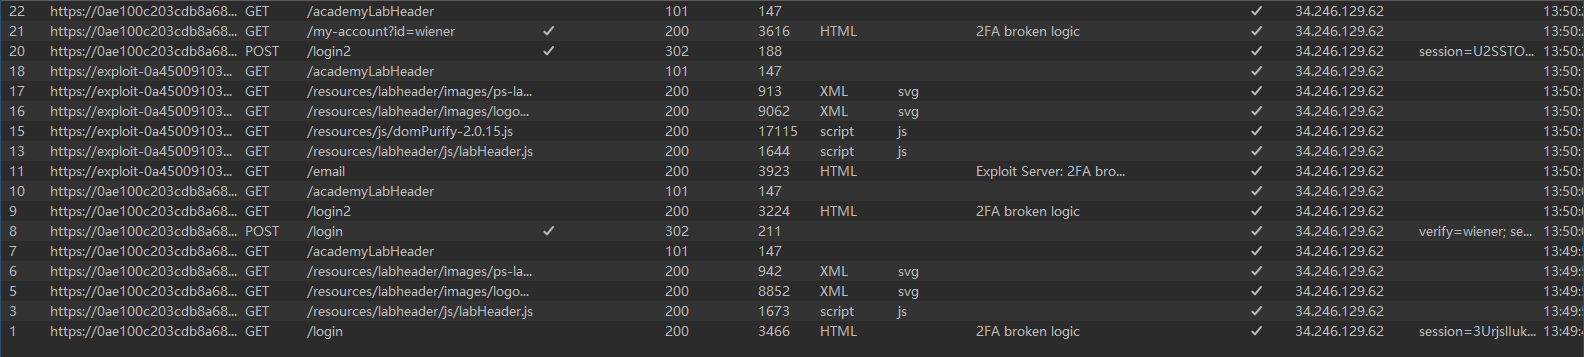 22 https://0ae100c203cdb8a68... GET /academyLabHeader 101 147 ✓ 34.246.129.62 13:50:
21 https://0ae100c203cdb8a68... GET /my-account?id=wiener ✓ 200 3616 HTML 2FA broken logic ✓ 34.246.129.62 13:50:
20 https://0ae100c203cdb8a68... POST /login2 ✓ 302 188 ✓ 34.246.129.62 session=U2SSTO... 13:50:
18 https://exploit-0a45009103... GET /academyLabHeader 101 147 ✓ 34.246.129.62 13:50:
17 https://exploit-0a45009103... GET /resources/labheader/images/ps-la... 200 913 XML svg ✓ 34.246.129.62 13:50:
16 https://exploit-0a45009103... GET /resources/labheader/images/logo... 200 9062 XML svg ✓ 34.246.129.62 13:50:
15 https://exploit-0a45009103... GET /resources/js/domPurify-2.0.15.js 200 17115 script js ✓ 34.246.129.62 13:50:
13 https://exploit-0a45009103... GET /resources/labheader/js/labHeader.js 200 1644 script js ✓ 34.246.129.62 13:50:
11 https://exploit-0a45009103... GET /email 200 3923 HTML Exploit Server: 2FA bro... ✓ 34.246.129.62 13:50:
10 https://0ae100c203cdb8a68... GET /academyLabHeader 101 147 ✓ 34.246.129.62 13:50:
9 https://0ae100c203cdb8a68... GET /login2 200 3224 HTML 2FA broken logic ✓ 34.246.129.62 13:50:
8 https://0ae100c203cdb8a68... POST /login ✓ 302 211 ✓ 34.246.129.62 verify=wiener; se... 13:50:
7 https://0ae100c203cdb8a68... GET /academyLabHeader 101 147 ✓ 34.246.129.62 13:49:
6 https://0ae100c203cdb8a68... GET /resources/labheader/images/ps-la... 200 942 XML svg ✓ 34.246.129.62 13:49:
5 https://0ae100c203cdb8a68... GET /resources/labheader/images/logo... 200 8852 XML svg ✓ 34.246.129.62 13:49:
3 https://0ae100c203cdb8a68... GET /resources/labheader/js/labHeader.js 200 1673 script js ✓ 34.246.129.62 13:49:
1 https://0ae100c203cdb8a68... GET /login 200 3466 HTML 2FA broken logic ✓ 34.246.129.62 13:49: